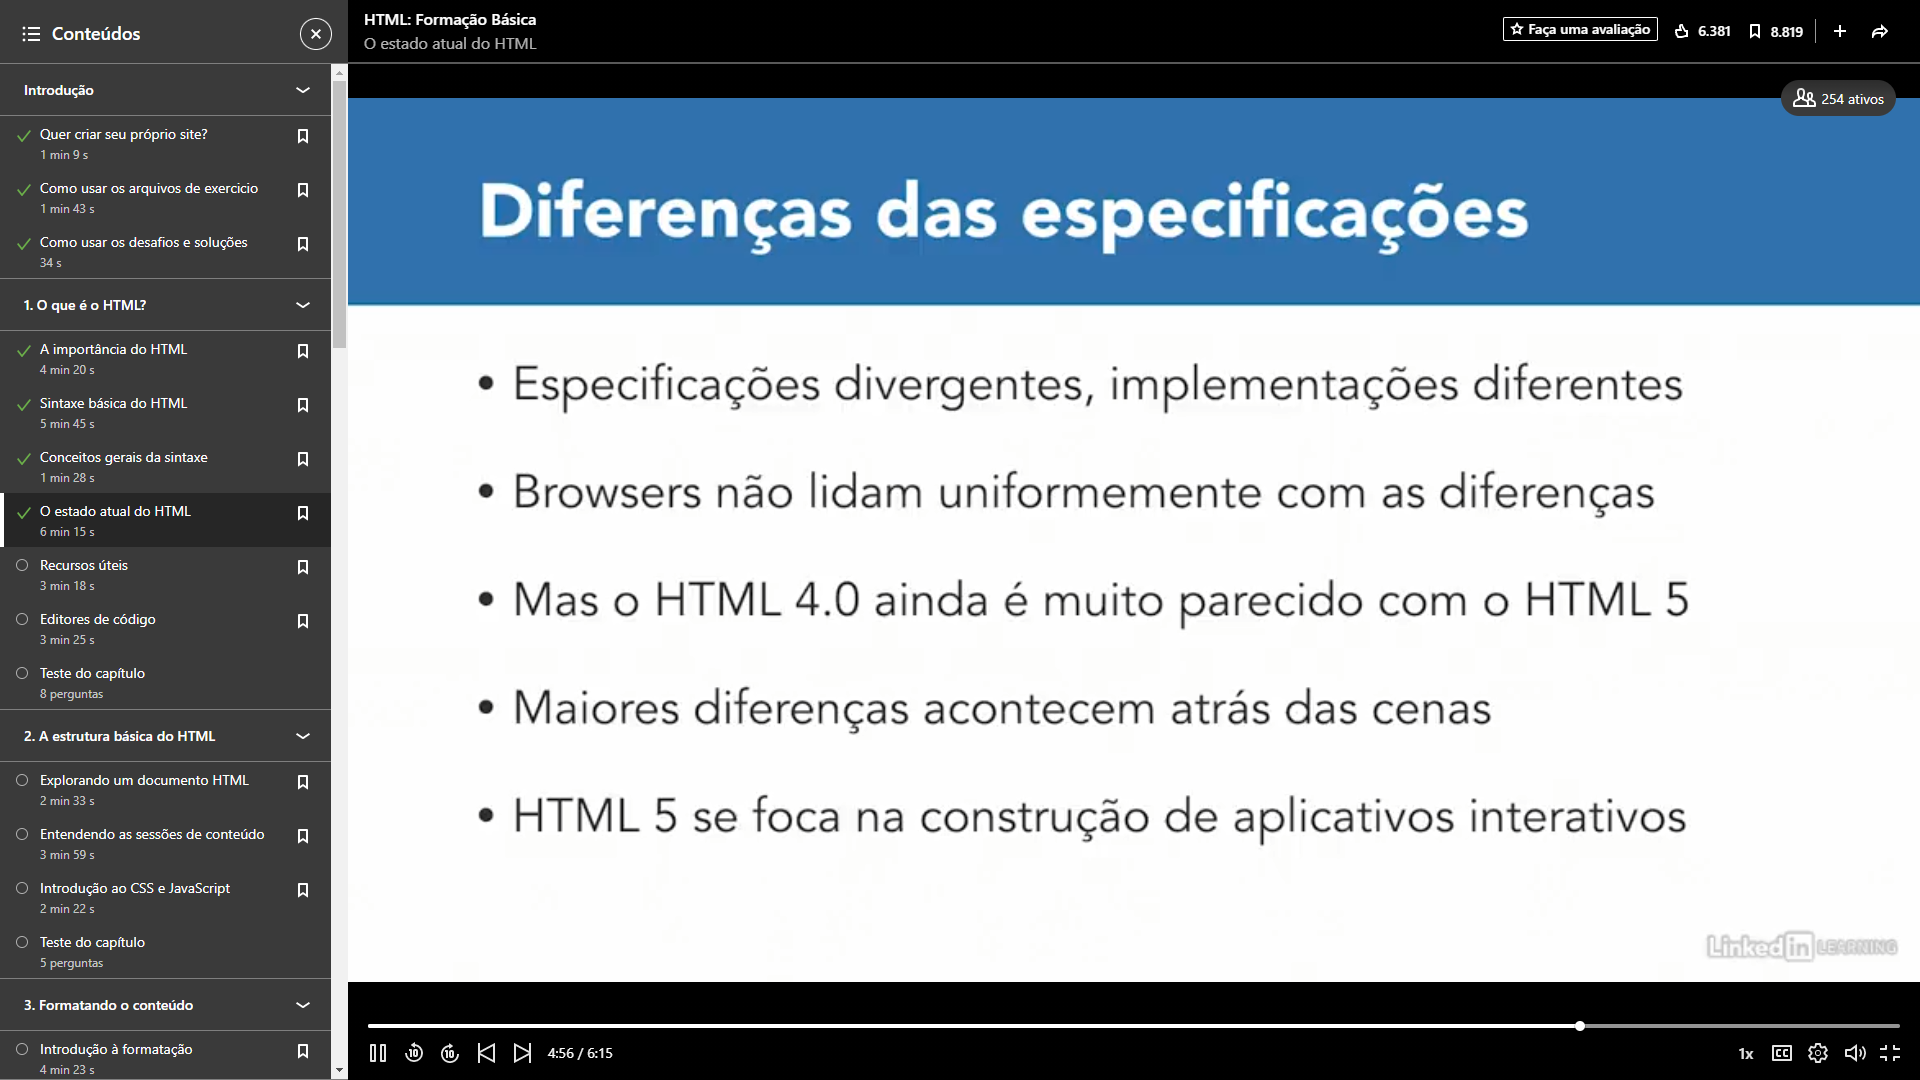 Conteúdos
Introdução
Quer criar seu próprio site?
1 min 9 s
Como usar os arquivos de exercicio
1 min 43 s
Como usar os desafios e soluções
34 s
1. O que é o HTML?
A importância do HTML
4 min 20 s
Sintaxe básica do HTML
5 min 45 s
Conceitos gerais da sintaxe
1 min 28 s
O estado atual do HTML
6 min 15 s
Recursos úteis
3 min 18 s
Editores de código
3 min 25 s
Teste do capítulo
8 perguntas
2. A estrutura básica do HTML
Explorando um documento HTML
2 min 33 s
Entendendo as sessões de conteúdo
3 min 59 s
Introdução ao CSS e JavaScript
2 min 22 s
Teste do capítulo
5 perguntas
3. Formatando o conteúdo
Introdução à formatação
4 min 23 s
HTML: Formação Básica
O estado atual do HTML
Faça uma avaliação
6.381
8.819
254 ativos
Diferenças das especificações
• Especificações divergentes, implementações diferentes
• Browsers não lidam uniformemente com as diferenças
• Mas o HTML 4.0 ainda é muito parecido com o HTML 5
• Maiores diferenças acontecem atrás das cenas
• HTML 5 se foca na construção de aplicativos interativos
Linked in LEARNING
10
10
4:56 / 6:15
1x
CC